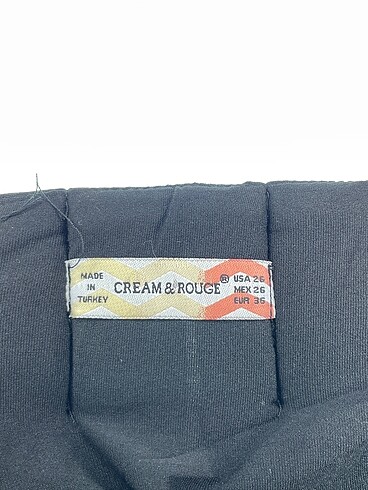 MADE
IN
TURKEY
CREAM & ROUGE®
USA 26
MEX 26
EUR 36